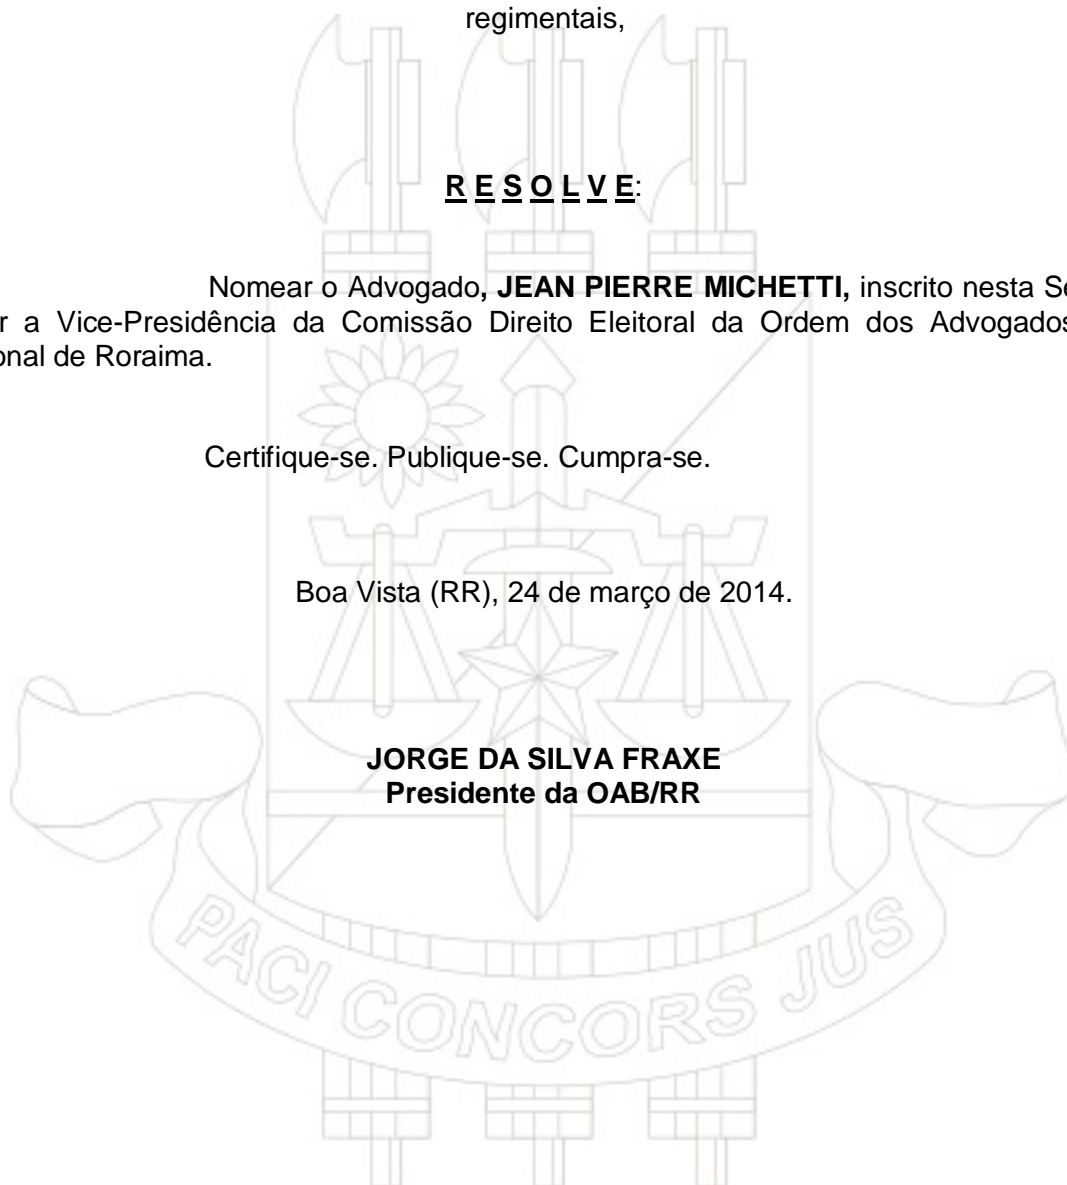 regimentais,
R E S O L V E:
Nomear o Advogado, JEAN PIERRE MICHETTI, inscrito nesta
a Vice-Presidência da Comissão Direito Eleitoral da Ordem dos Advogados
de Roraima.
Certifique-se. Publique-se. Cumpra-se.
Boa Vista (RR), 24 de março de 2014.
JORGE DA SILVA FRAXE
Presidente da OAB/RR
PACI CONCORS JUS